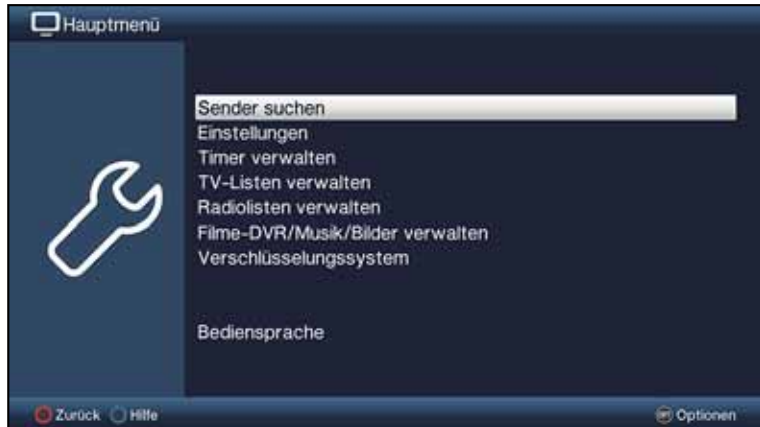 Hauptmenü
Sender suchen
Einstellungen
Timer verwalten
TV-Listen verwalten
Radiolisten verwalten
Filme-DVR/Musik/Bilder verwalten
Verschlüsselungssystem
Bediensprache
Zurück Hilfe Optionen